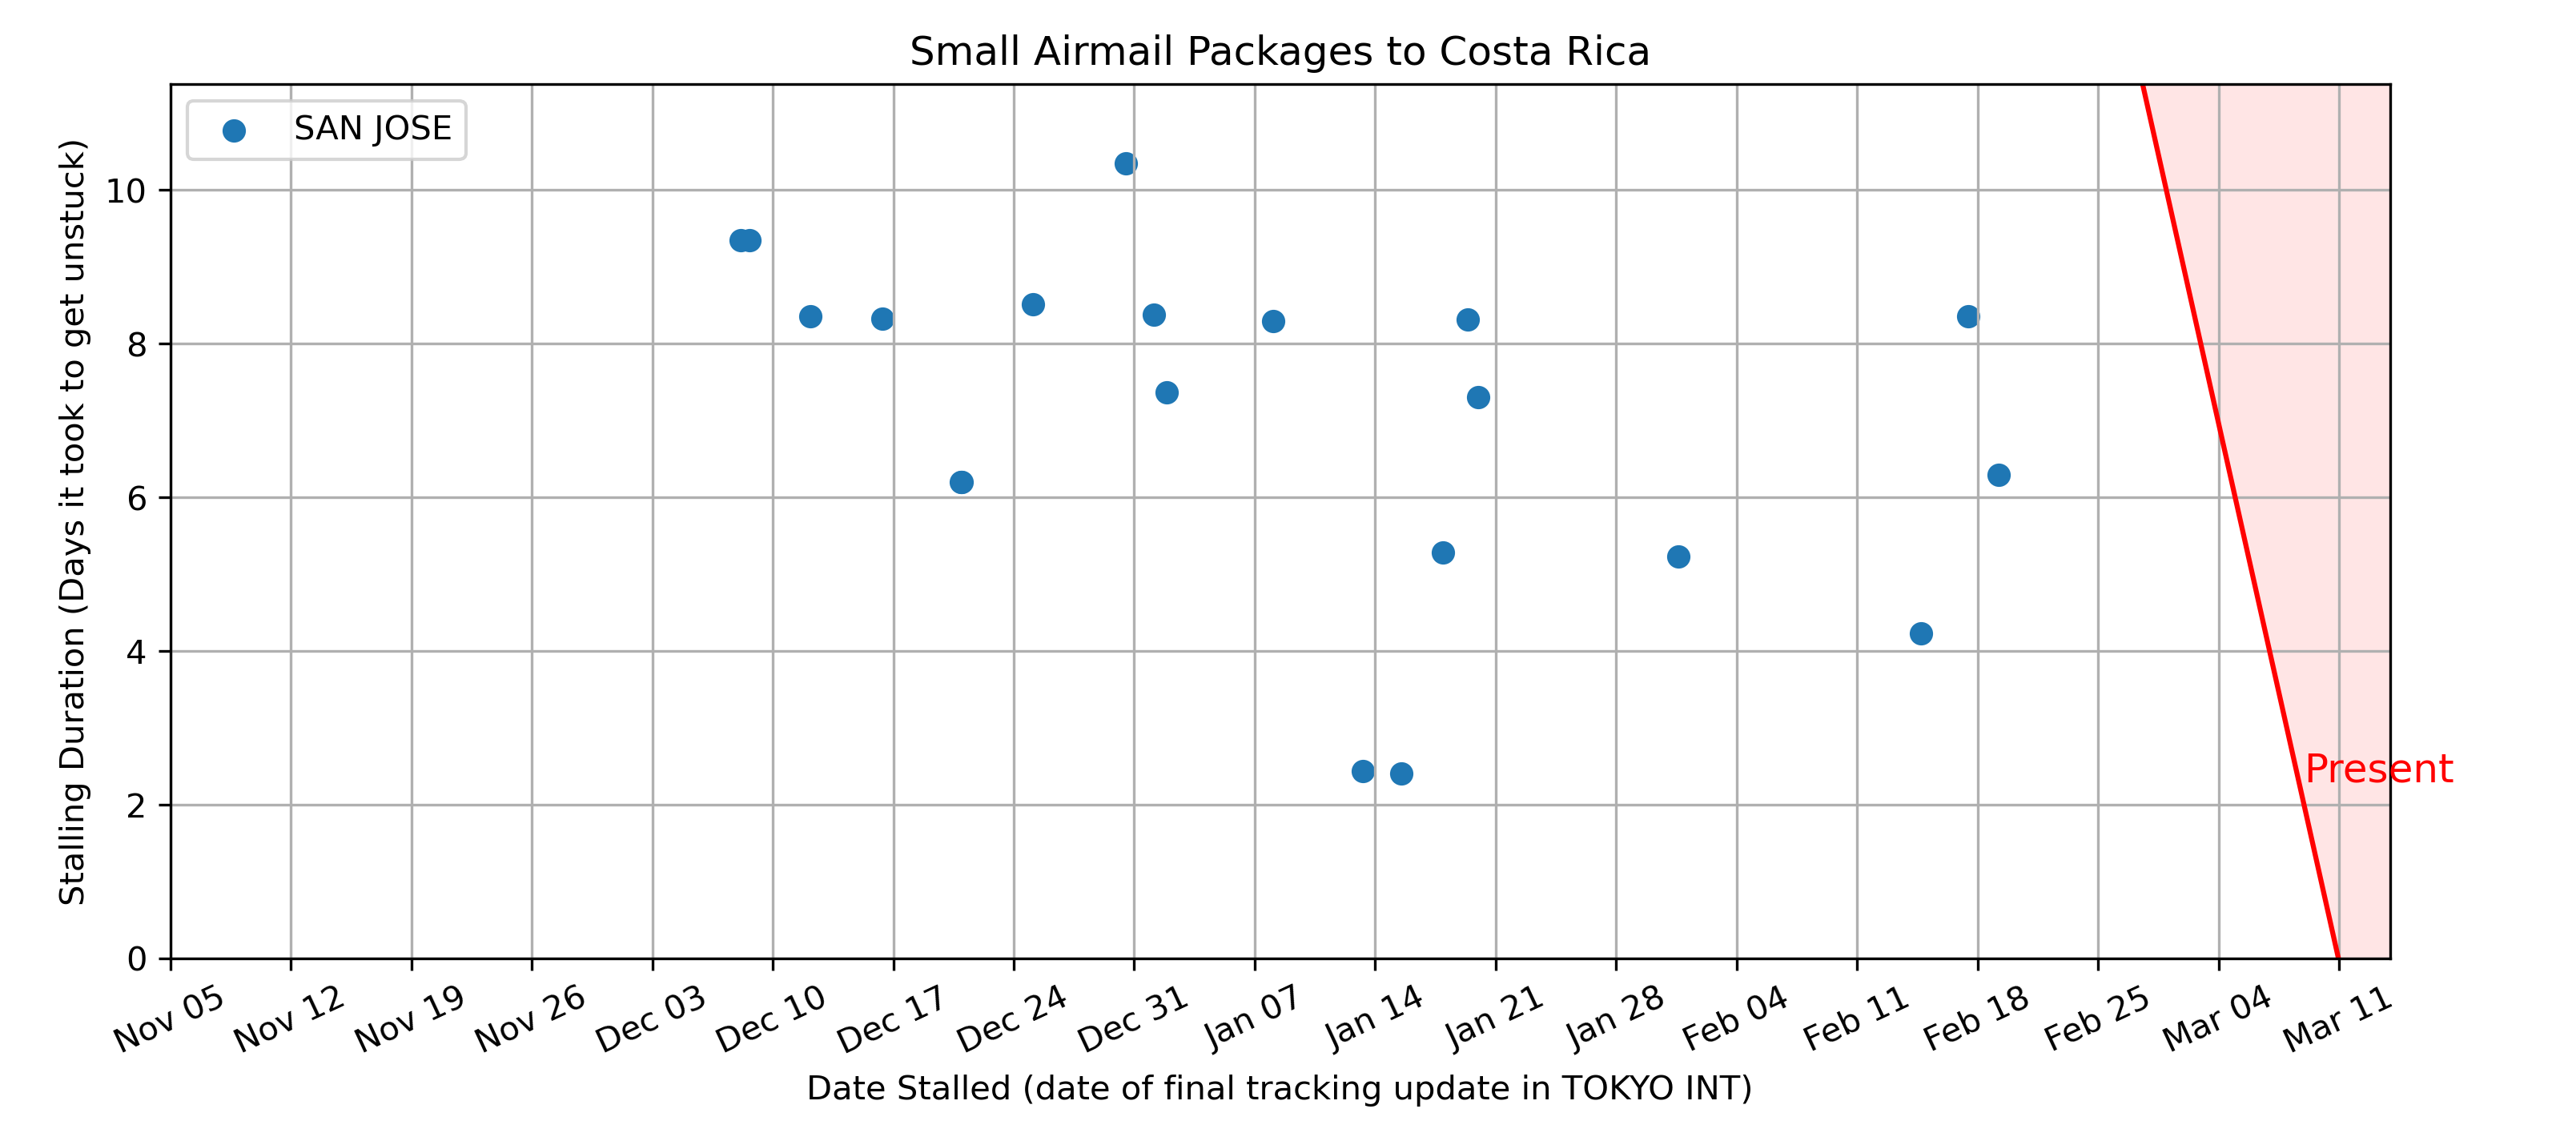 Small Airmail Packages to Costa Rica
SAN JOSE
Stalling Duration (Days it took to get unstuck)
10
8
6
4
2
0
Present
Nov 05
Nov 12
Nov 19
Nov 26
Dec 03
Dec 10
Dec 17
Dec 24
Dec 31
Jan 07
Jan 14
Jan 21
Jan 28
Feb 04
Feb 11
Feb 18
Feb 25
Mar 04
Mar 11
Date Stalled (date of final tracking update in TOKYO INT)